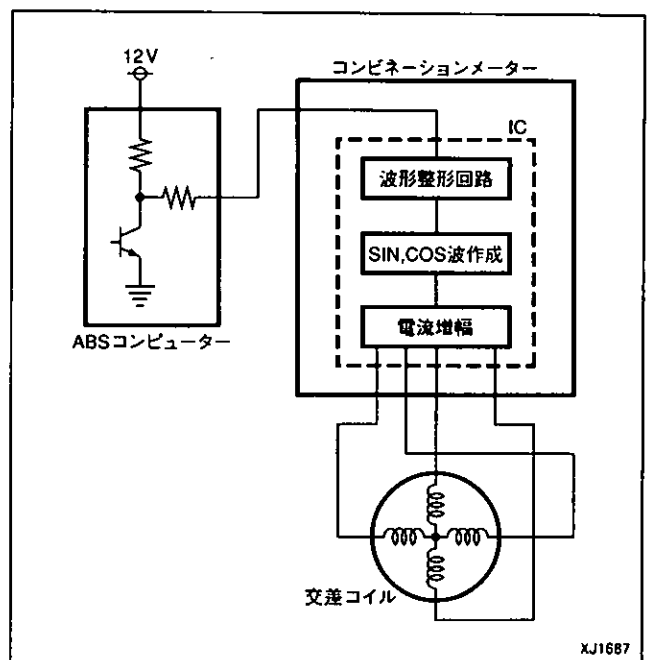 12V
コンビネーションメーター
IC
波形整形回路
SIN,COS波作成
電流増幅
ABSコンピューター
交差コイル
XJ1687